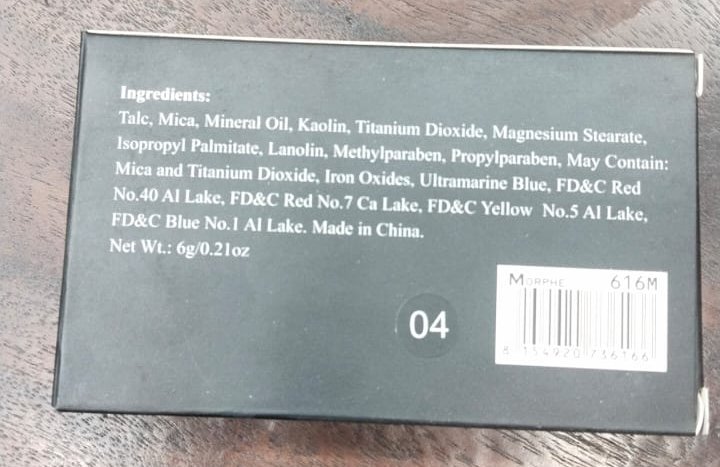 Ingredients:
Talc, Mica, Mineral Oil, Kaolin, Titanium Dioxide, Magnesium Stearate,
Isopropyl Palmitate, Lanolin, Methylparaben, Propylparaben, May Contain:
Mica and Titanium Dioxide, Iron Oxides, Ultramarine Blue, FD&C Red
No.40 Al Lake, FD&C Red No.7 Ca Lake, FD&C Yellow No.5 Al Lake,
FD&C Blue No.1 Al Lake. Made in China.
Net Wt.: 6g/0.21oz
MORPHE 616M
04
8 154920 736166